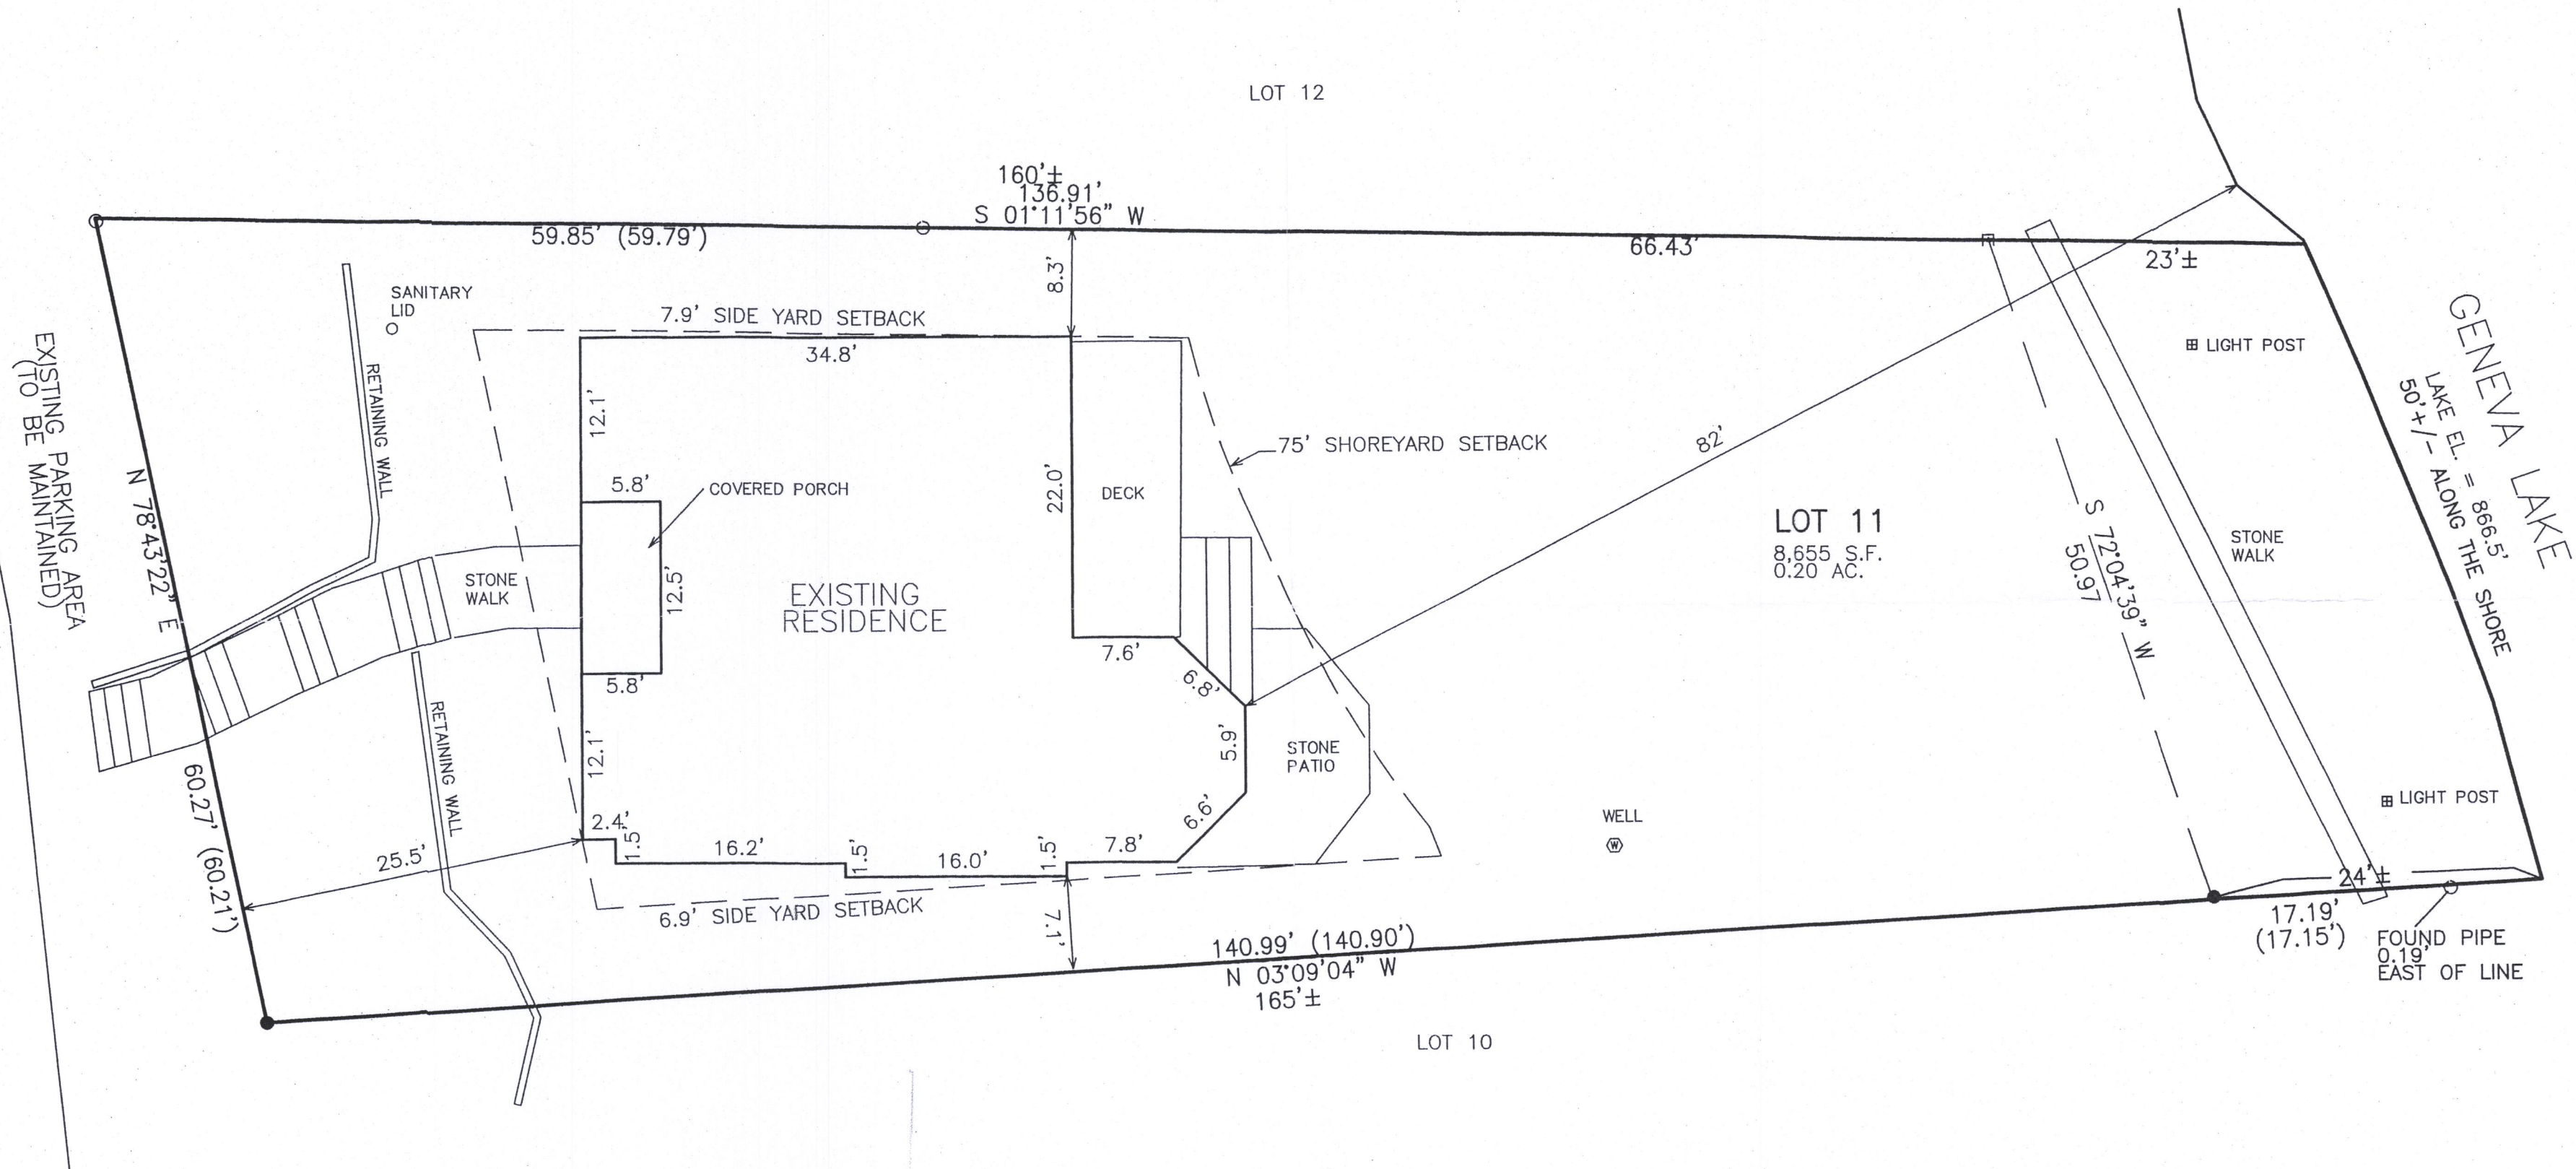 LOT 12
160'±
136.91'
S 01°11'56" W
59.85' (59.79')
66.43'
23'±
8.3'
SANITARY
LID
7.9' SIDE YARD SETBACK
34.8'
RETAINING WALL
12.1'
5.8'
COVERED PORCH
12.5'
5.8'
12.1'
22.0'
DECK
75' SHOREYARD SETBACK
82'
LIGHT POST
GENEVA LAKE
LAKE EL. = 866.5'
50'+/- ALONG THE SHORE
EXISTING PARKING AREA
(TO BE MAINTAINED)
N 78°43'22" E
60.27' (60.21')
STONE
WALK
EXISTING
RESIDENCE
7.6'
6.8'
5.9'
6.6'
STONE
PATIO
LOT 11
8,655 S.F.
0.20 AC.
S 72°04'39" W
50.97
STONE
WALK
RETAINING WALL
25.5'
2.4'
1.5'
16.2'
1.5'
16.0'
1.5'
7.8'
WELL
W
LIGHT POST
6.9' SIDE YARD SETBACK
7.1'
140.99' (140.90')
N 03°09'04" W
165'±
24'±
17.19'
(17.15')
FOUND PIPE
0.19'
EAST OF LINE
LOT 10